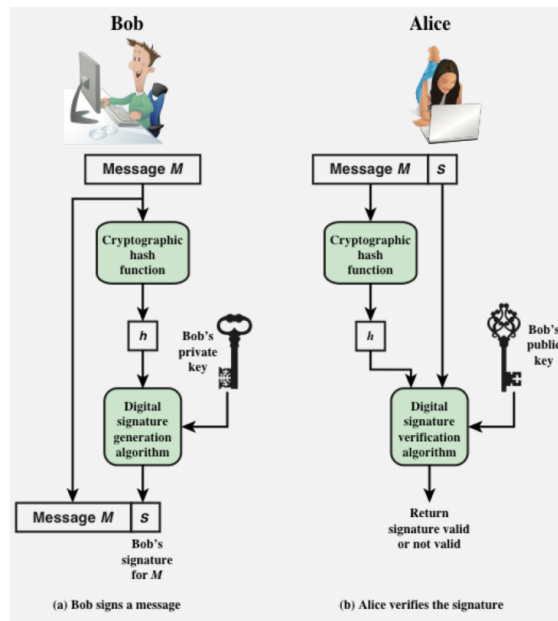 Bob
Message M
Cryptographic
hash
function
h
Bob's
private
key
Digital
signature
generation
algorithm
Message M S
Bob's
signature
for M
(a) Bob signs a message
Alice
Message M S
Cryptographic
hash
function
h
Bob's
public
key
Digital
signature
verification
algorithm
Return
signature valid
or not valid
(b) Alice verifies the signature